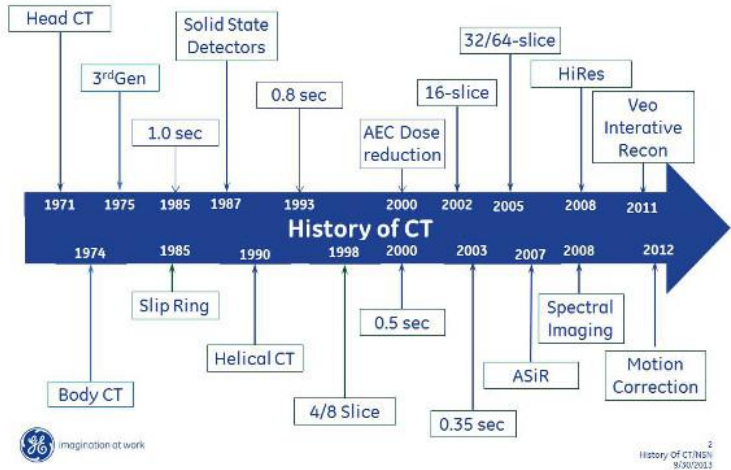 Head CT
3rdGen
1.0 sec
Solid State
Detectors
0.8 sec
AEC Dose
reduction
16-slice
32/64-slice
HiRes
Veo
Interative
Recon
1971 1975 1985 1987 1993 2000 2002 2005 2008 2011
History of CT
1974 1985 1990 1998 2000 2003 2007 2008 2012
Body CT
Slip Ring
Helical CT
4/8 Slice
0.5 sec
0.35 sec
ASiR
Spectral
Imaging
Motion
Correction
GE
imagination at work
2
History Of CT/NSN
9/30/2013